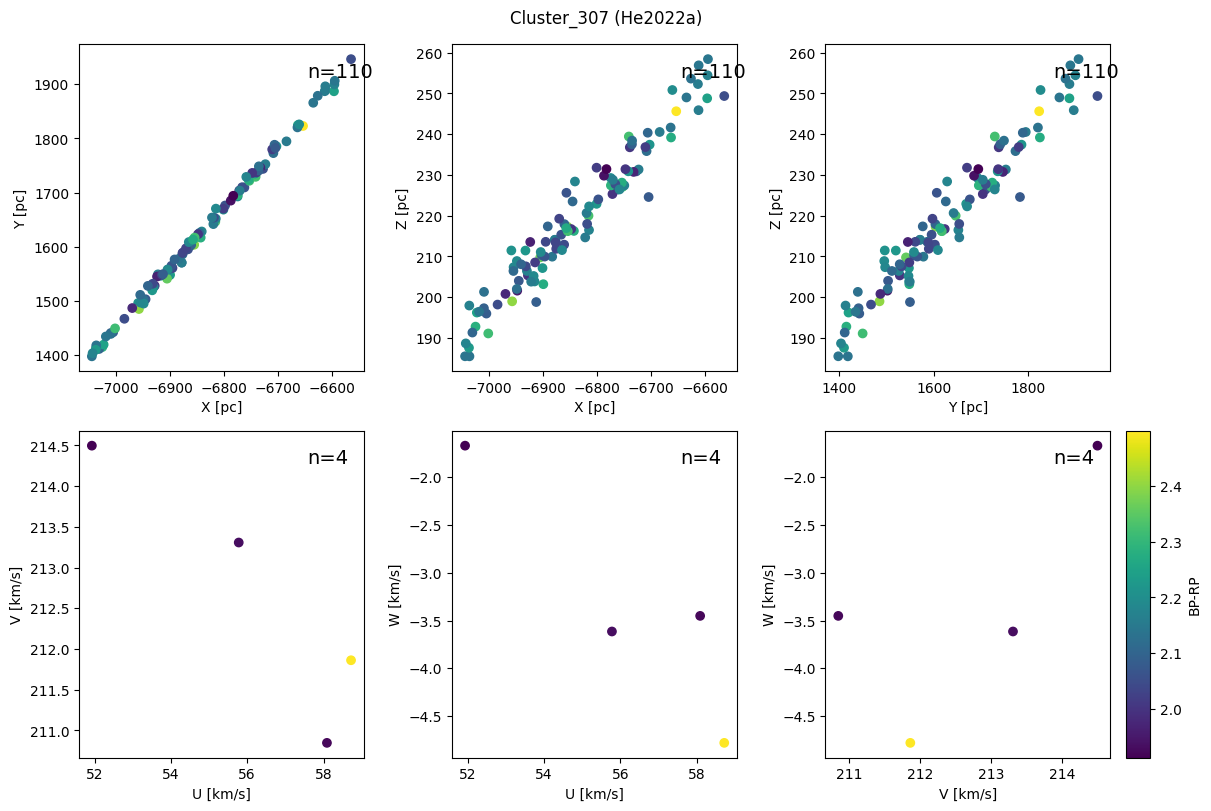 Cluster_307 (He2022a)
n=110
1900
1800
1700
1600
1500
1400
Y [pc]
−7000 −6900 −6800 −6700 −6600
X [pc]
n=110
260
250
240
230
220
210
200
190
Z [pc]
−7000 −6900 −6800 −6700 −6600
X [pc]
n=110
260
250
240
230
220
210
200
190
Z [pc]
1400 1600 1800
Y [pc]
n=4
214.5
214.0
213.5
213.0
212.5
212.0
211.5
211.0
V [km/s]
52 54 56 58
U [km/s]
n=4
−2.0
−2.5
−3.0
−3.5
−4.0
−4.5
W [km/s]
52 54 56 58
U [km/s]
n=4
−2.0
−2.5
−3.0
−3.5
−4.0
−4.5
W [km/s]
211 212 213 214
V [km/s]
2.4
2.3
2.2
2.1
2.0
BP-RP